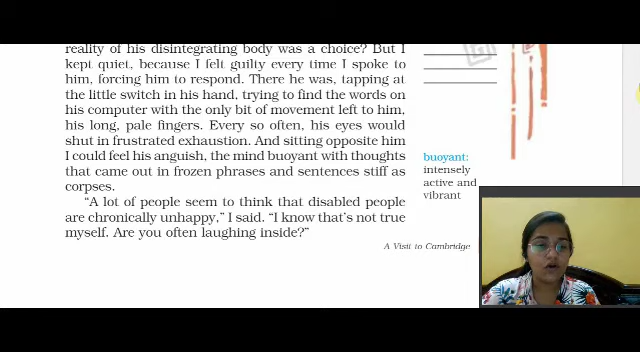 reality of his disintegrating body was a choice? But I
kept quiet, because I felt guilty every time I spoke to
him, forcing him to respond. There he was, tapping at
the little switch in his hand, trying to find the words on
his computer with the only bit of movement left to him,
his long, pale fingers. Every so often, his eyes would
shut in frustrated exhaustion. And sitting opposite him
I could feel his anguish, the mind buoyant with thoughts
that came out in frozen phrases and sentences stiff as
corpses.
“A lot of people seem to think that disabled people
are chronically unhappy,” I said. “I know that’s not true
myself. Are you often laughing inside?”
buoyant:
intensely
active and
vibrant
A Visit to Cambridge